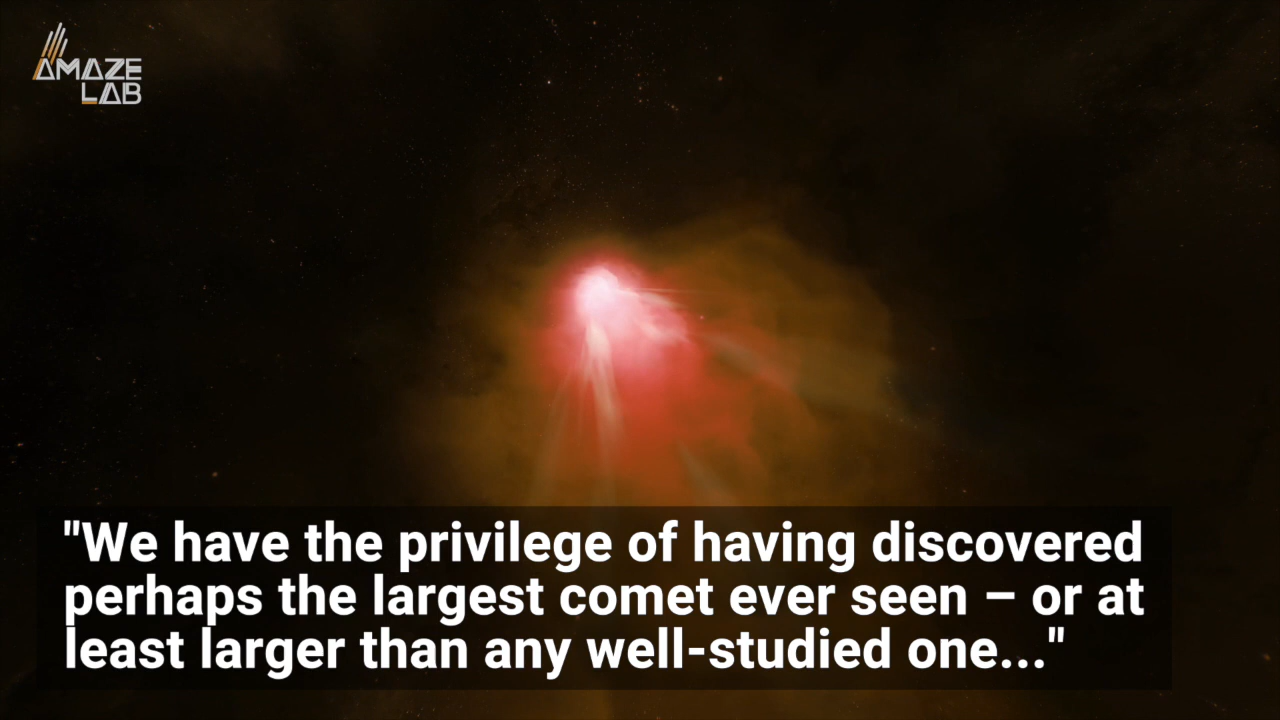 AMAZE
LAB
"We have the privilege of having discovered
perhaps the largest comet ever seen – or at
least larger than any well-studied one..."